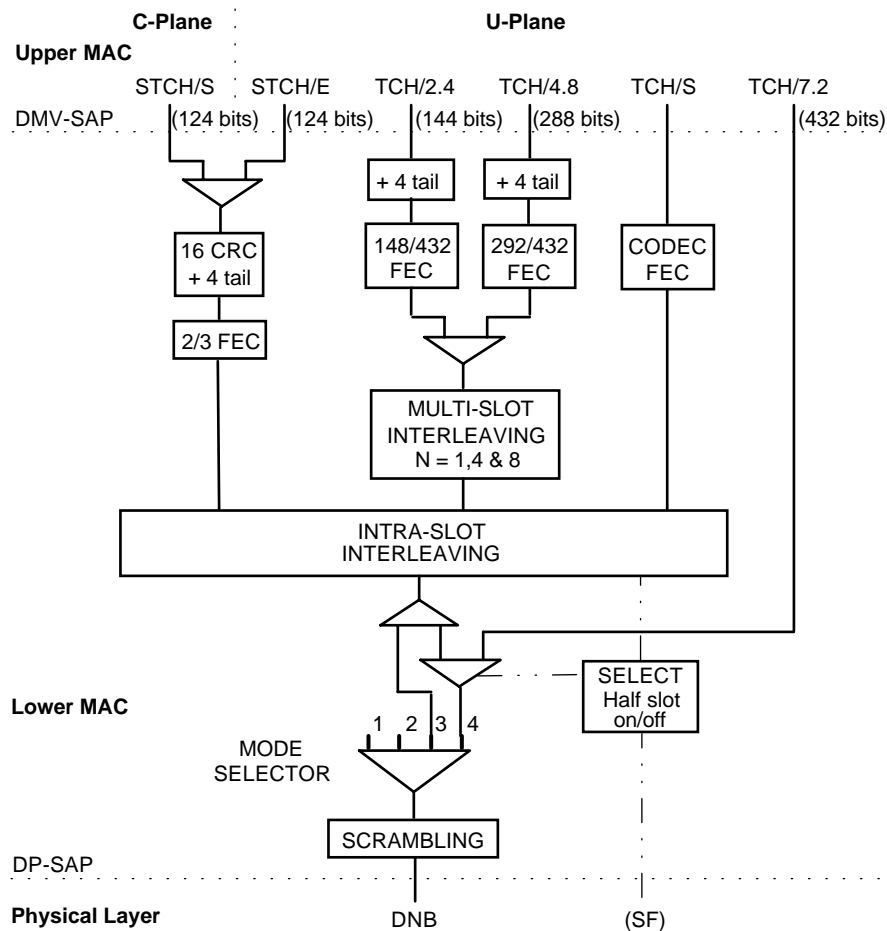 C-Plane
U-Plane
Upper MAC
STCH/S STCH/E TCH/2.4 TCH/4.8 TCH/S TCH/7.2
DMV-SAP (124 bits) (124 bits) (144 bits) (288 bits) (432 bits)
+ 4 tail
+ 4 tail
16 CRC
+ 4 tail
148/432
FEC
292/432
FEC
CODEC
FEC
2/3 FEC
MULTI-SLOT
INTERLEAVING
N = 1,4 & 8
INTRA-SLOT
INTERLEAVING
SELECT
Half slot
on/off
Lower MAC
1 2 3 4
MODE
SELECTOR
SCRAMBLING
DP-SAP
Physical Layer DNB (SF)